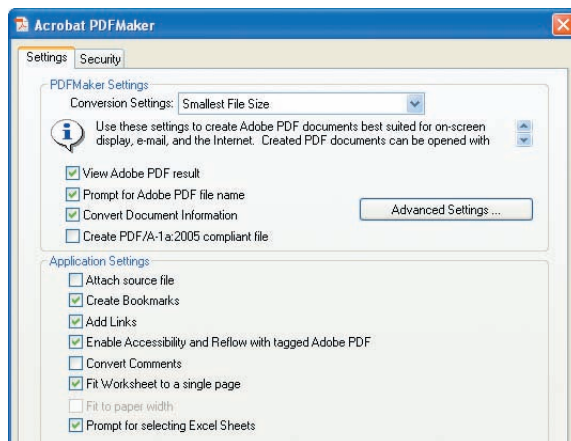 Acrobat PDFMaker
Settings Security
PDFMaker Settings
Conversion Settings: Smallest File Size
Use these settings to create Adobe PDF documents best suited for on-screen
display, e-mail, and the Internet. Created PDF documents can be opened with
View Adobe PDF result
Prompt for Adobe PDF file name
Convert Document Information
Advanced Settings ...
Create PDF/A-1a:2005 compliant file
Application Settings
Attach source file
Create Bookmarks
Add Links
Enable Accessibility and Reflow with tagged Adobe PDF
Convert Comments
Fit Worksheet to a single page
Fit to paper width
Prompt for selecting Excel Sheets